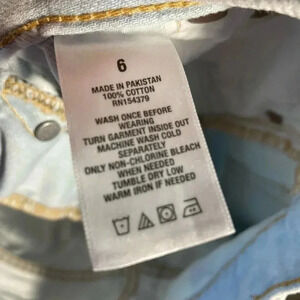 6
MADE IN PAKISTAN
100% COTTON
RN154379
WASH ONCE BEFORE
WEARING
TURN GARMENT INSIDE OUT
MACHINE WASH COLD
SEPARATELY
ONLY NON-CHLORINE BLEACH
WHEN NEEDED
TUMBLE DRY LOW
WARM IRON IF NEEDED